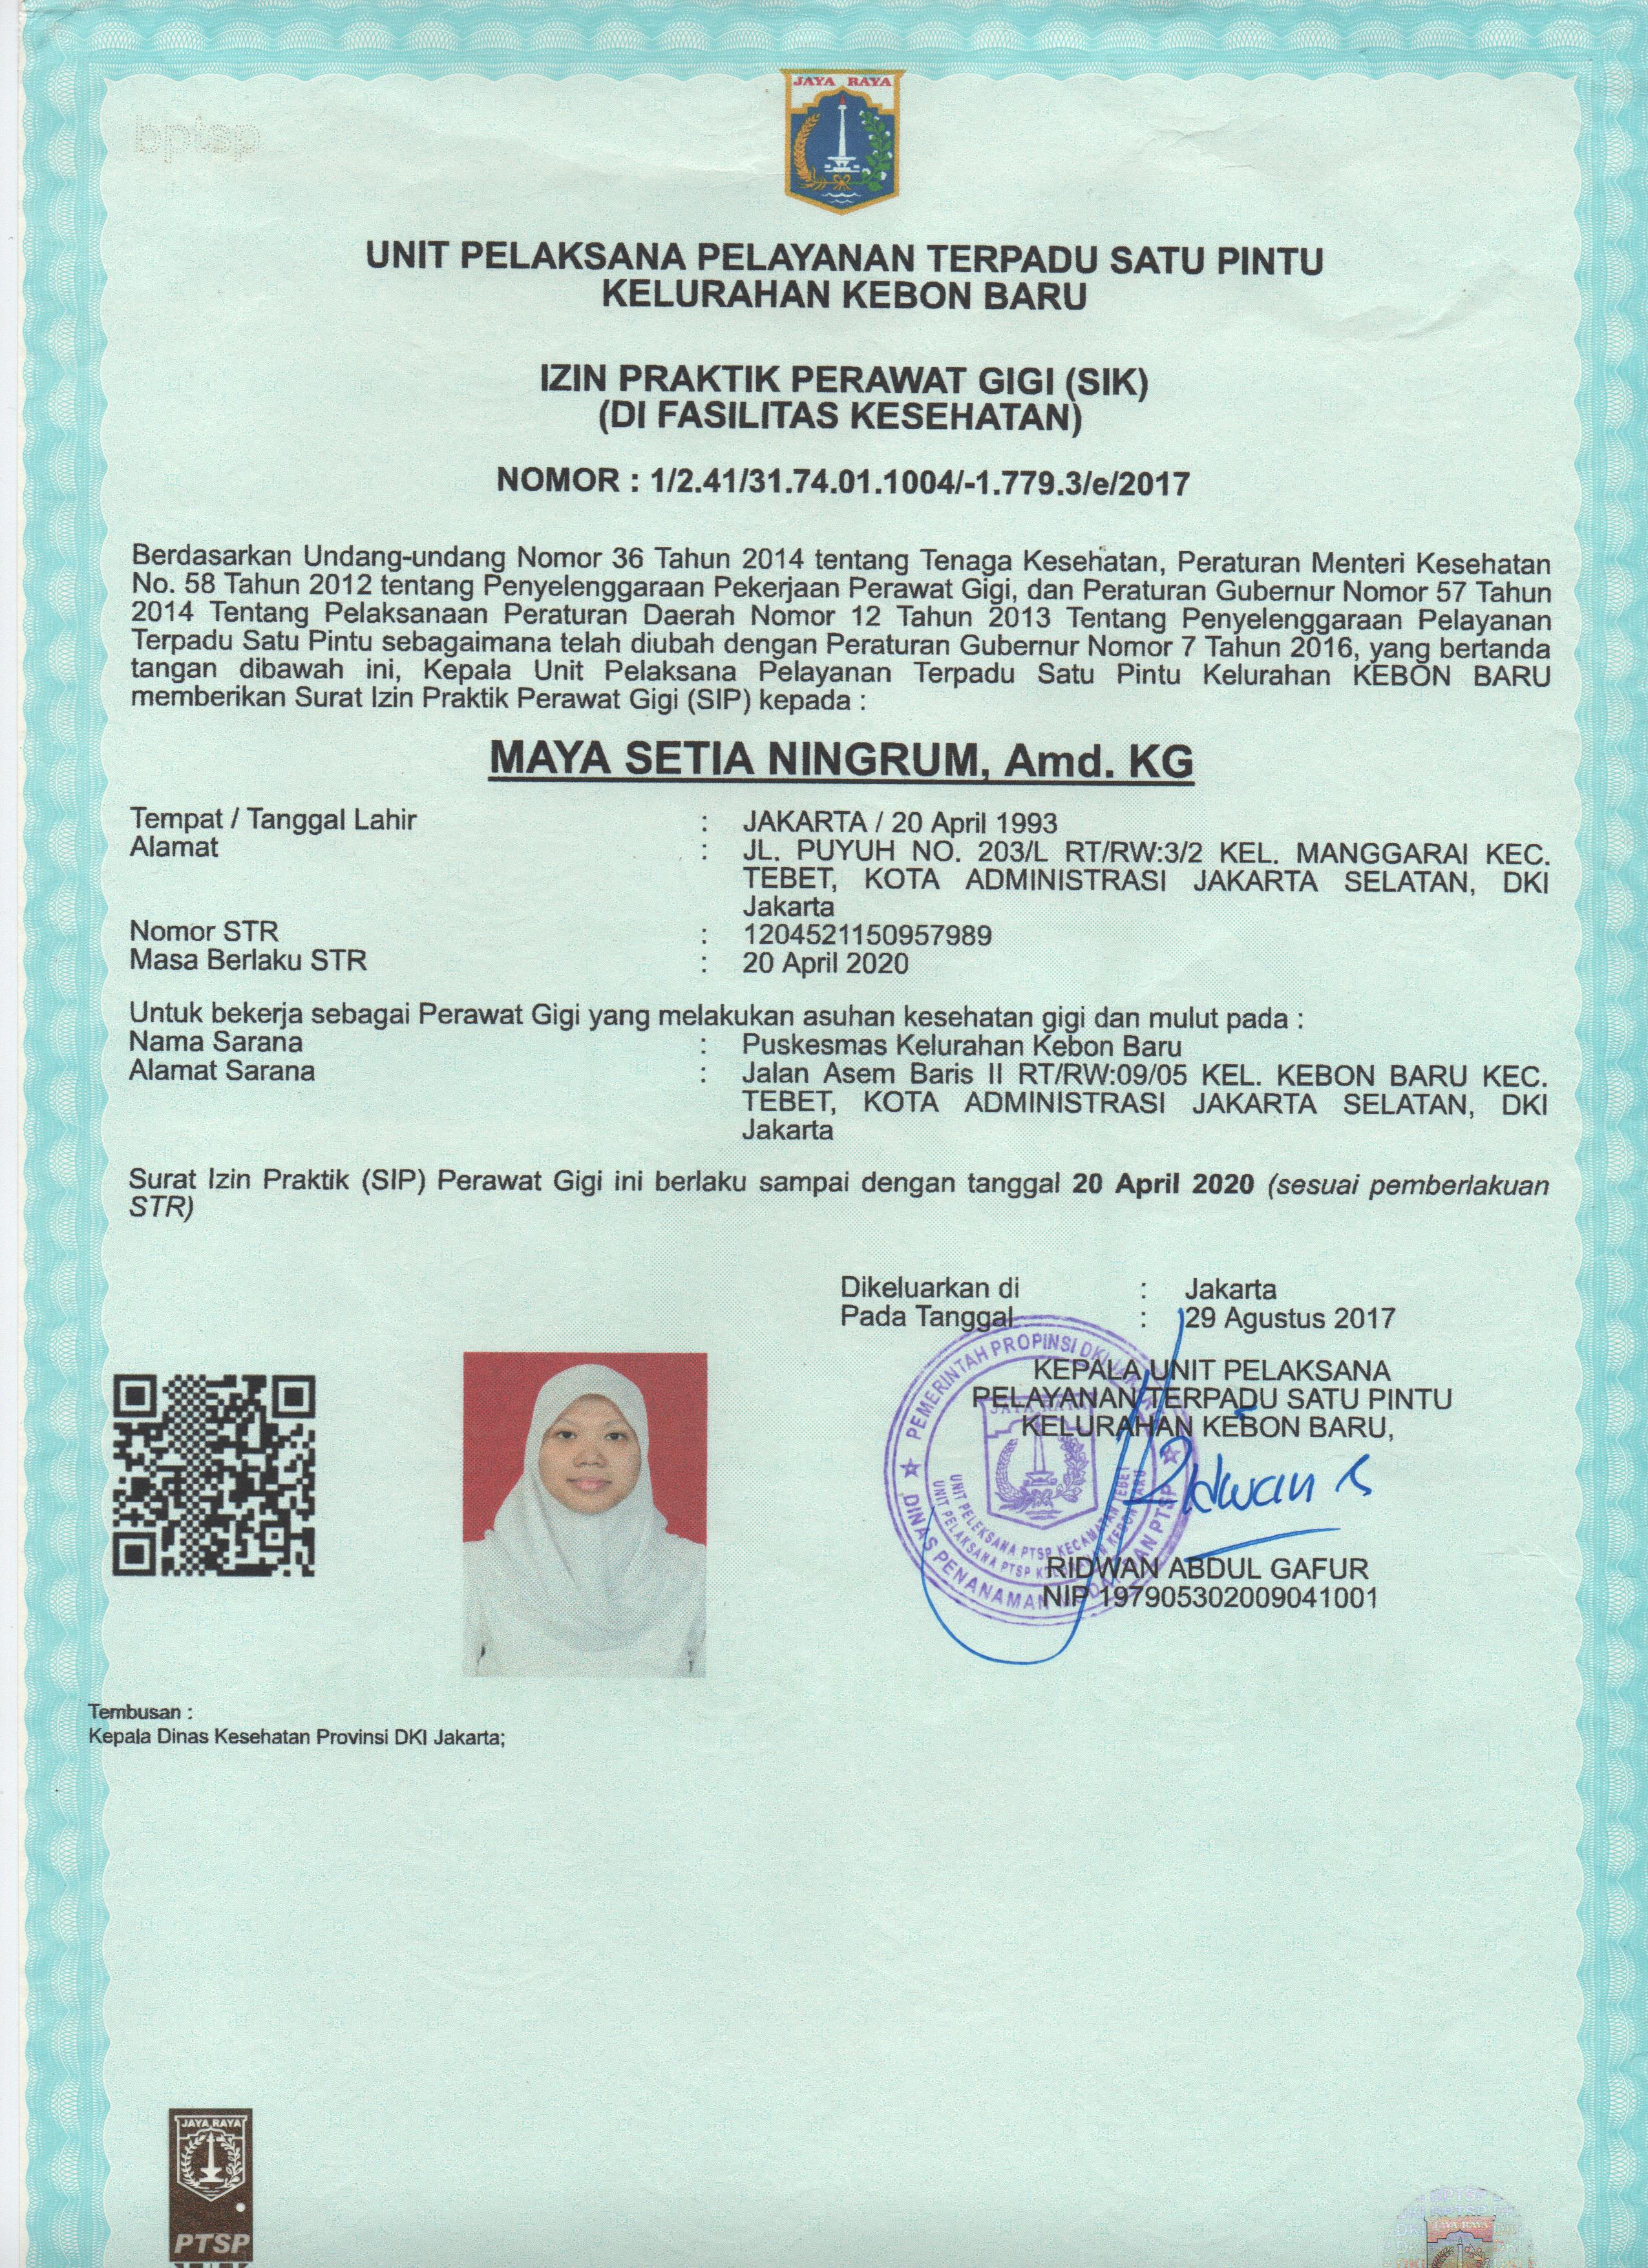 JAYA RAYA
bptsp
UNIT PELAKSANA PELAYANAN TERPADU SATU PINTU
KELURAHAN KEBON BARU
IZIN PRAKTIK PERAWAT GIGI (SIK)
(DI FASILITAS KESEHATAN)
NOMOR : 1/2.41/31.74.01.1004/-1.779.3/e/2017
Berdasarkan Undang-undang Nomor 36 Tahun 2014 tentang Tenaga Kesehatan, Peraturan Menteri Kesehatan
No. 58 Tahun 2012 tentang Penyelenggaraan Pekerjaan Perawat Gigi, dan Peraturan Gubernur Nomor 57 Tahun
2014 Tentang Pelaksanaan Peraturan Daerah Nomor 12 Tahun 2013 Tentang Penyelenggaraan Pelayanan
Terpadu Satu Pintu sebagaimana telah diubah dengan Peraturan Gubernur Nomor 7 Tahun 2016, yang bertanda
tangan dibawah ini, Kepala Unit Pelaksana Pelayanan Terpadu Satu Pintu Kelurahan KEBON BARU
memberikan Surat Izin Praktik Perawat Gigi (SIP) kepada :
MAYA SETIA NINGRUM, Amd. KG
Tempat / Tanggal Lahir : JAKARTA / 20 April 1993
Alamat : JL. PUYUH NO. 203/L RT/RW:3/2 KEL. MANGGARAI KEC.
TEBET, KOTA ADMINISTRASI JAKARTA SELATAN, DKI
Jakarta
Nomor STR : 1204521150957989
Masa Berlaku STR : 20 April 2020
Untuk bekerja sebagai Perawat Gigi yang melakukan asuhan kesehatan gigi dan mulut pada :
Nama Sarana : Puskesmas Kelurahan Kebon Baru
Alamat Sarana : Jalan Asem Baris II RT/RW:09/05 KEL. KEBON BARU KEC.
TEBET, KOTA ADMINISTRASI JAKARTA SELATAN, DKI
Jakarta
Surat Izin Praktik (SIP) Perawat Gigi ini berlaku sampai dengan tanggal 20 April 2020 (sesuai pemberlakuan
STR)
Dikeluarkan di : Jakarta
Pada Tanggal : 29 Agustus 2017
KEPALA UNIT PELAKSANA
PELAYANAN TERPADU SATU PINTU
KELURAHAN KEBON BARU,
PEMERINTAH PROPINSI DKI
JAYA RAYA
UNIT PELEKSANA PTSP KECAMATAN TEBET
UNIT PELAKSANA PTSP KELURAHAN KEBON BARU
DINAS PENANAMAN MODAL DAN PTSP
Ridwan
RIDWAN ABDUL GAFUR
NIP 197905302009041001
Tembusan :
Kepala Dinas Kesehatan Provinsi DKI Jakarta;
JAYA RAYA
PTSP
BPTSP
JAYA RAYA